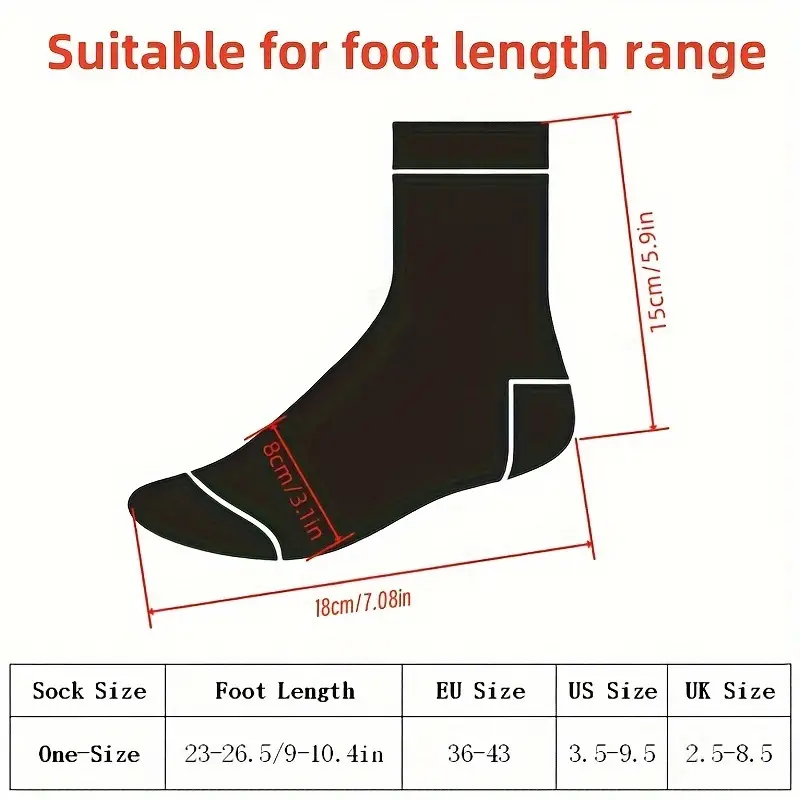 Suitable for foot length range
15cm/5.9in
8cm/3.1in
18cm/7.08in
Sock Size Foot Length EU Size US Size UK Size
One-Size 23-26.5/9-10.4in 36-43 3.5-9.5 2.5-8.5